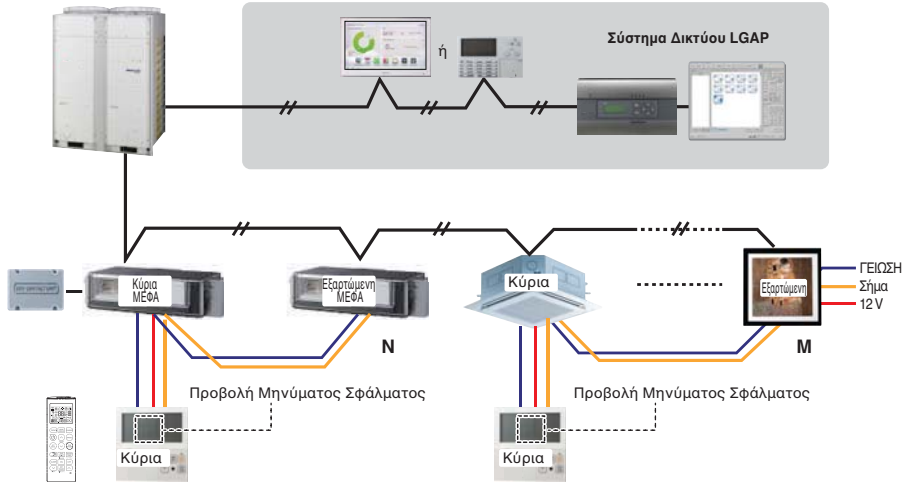 Σύστημα Δικτύου LGAP
ή
Κύρια
ΜΕΦΑ
Εξαρτώμενη
ΜΕΦΑ
Κύρια
Εξαρτώμενη
ΓΕΙΩΣΗ
Σήμα
12 V
N
M
Προβολή Μηνύματος Σφάλματος
Προβολή Μηνύματος Σφάλματος
Κύρια
Κύρια